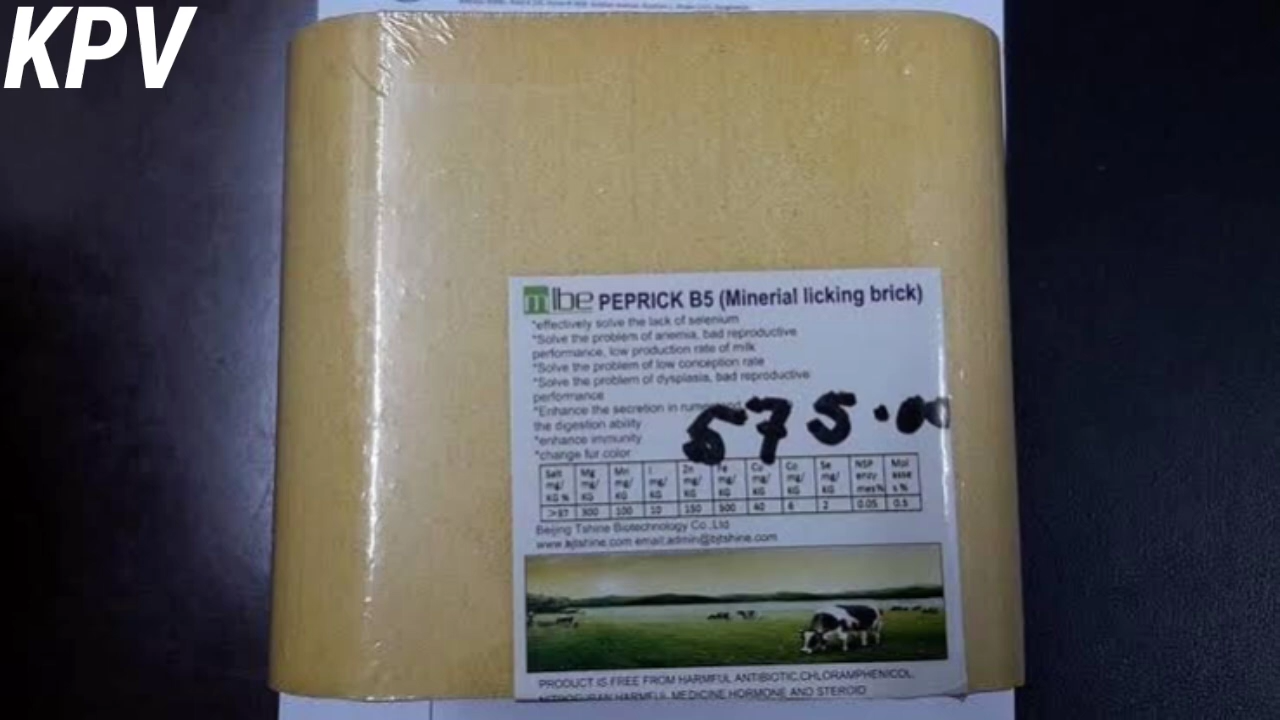 KPV
mlbe PEPRICK B5 (Minerial licking brick)
*effectively solve the lack of selenium
*Solve the problem of anemia, bad reproductive
performance, low production rate of milk
*Solve the problem of low conception rate
*Solve the problem of dysplasia, bad reproductive
performance
*Enhance the secretion in
the digestion ability
*enhance immunity
*change fur color
575.00
Salt mg/ KG % Mg mg/ KG Mn mg/ KG I mg/ KG Zn mg/ KG Fe mg/ KG Cu mg/ KG Co mg/ KG Se mg/ KG NSP enzy mes% Mol asse s %
>97 300 100 10 150 500 40 6 2 0.05 0.5
Beijing Tshine Biotechnology Co.,Ltd
www.bjtshine.com email:admin@bjtshine.com
PRODUCT IS FREE FROM HARMFUL ANTIBIOTIC,CHLORAMPHENICOL,
NITROFURAN HARMFUL MEDICINE HORMONE AND STEROID